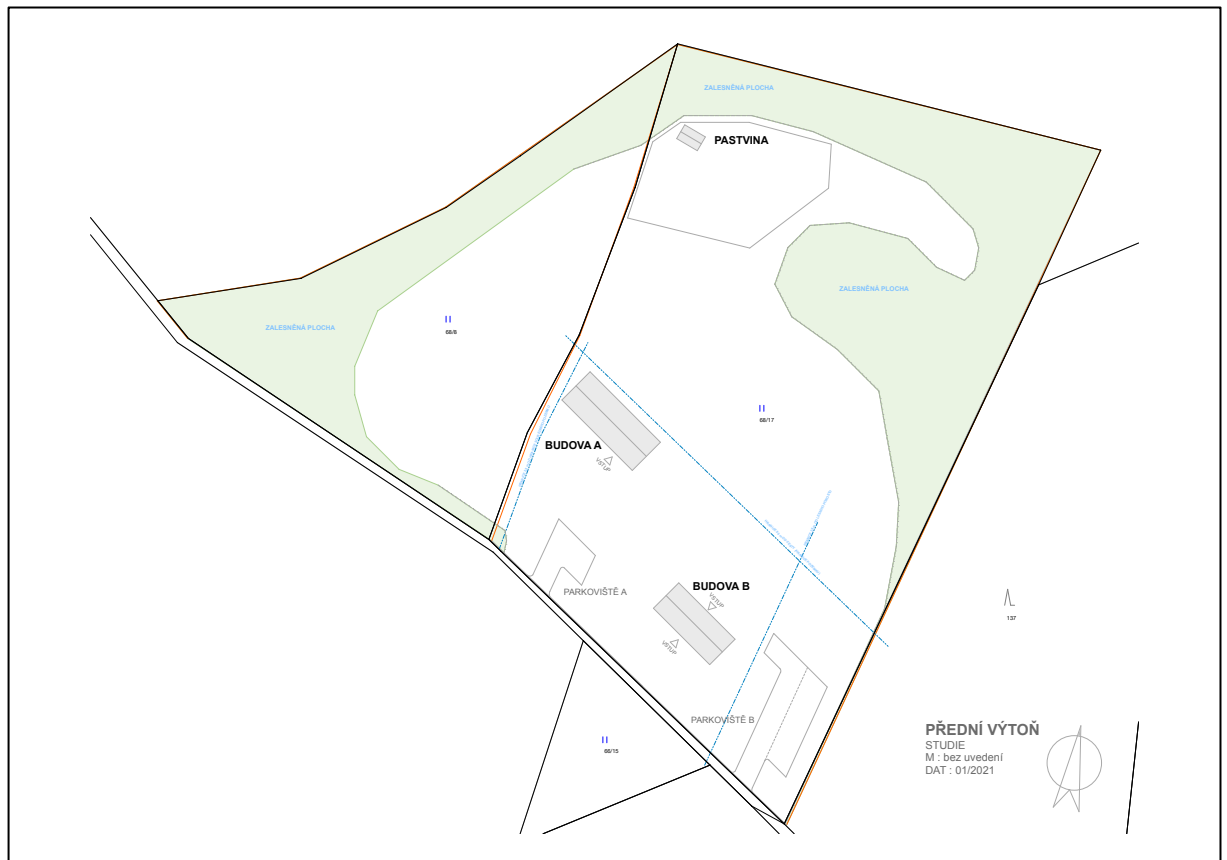 ZALESNĚNÁ PLOCHA
PASTVINA
ZALESNĚNÁ PLOCHA
ZALESNĚNÁ PLOCHA
68/8
68/17
BUDOVA A
VSTUP
PARKOVIŠTĚ A
BUDOVA B
VSTUP
VSTUP
137
PARKOVIŠTĚ B
68/15
PŘEDNÍ VÝTOŇ
STUDIE
M : bez uvedení
DAT : 01/2021